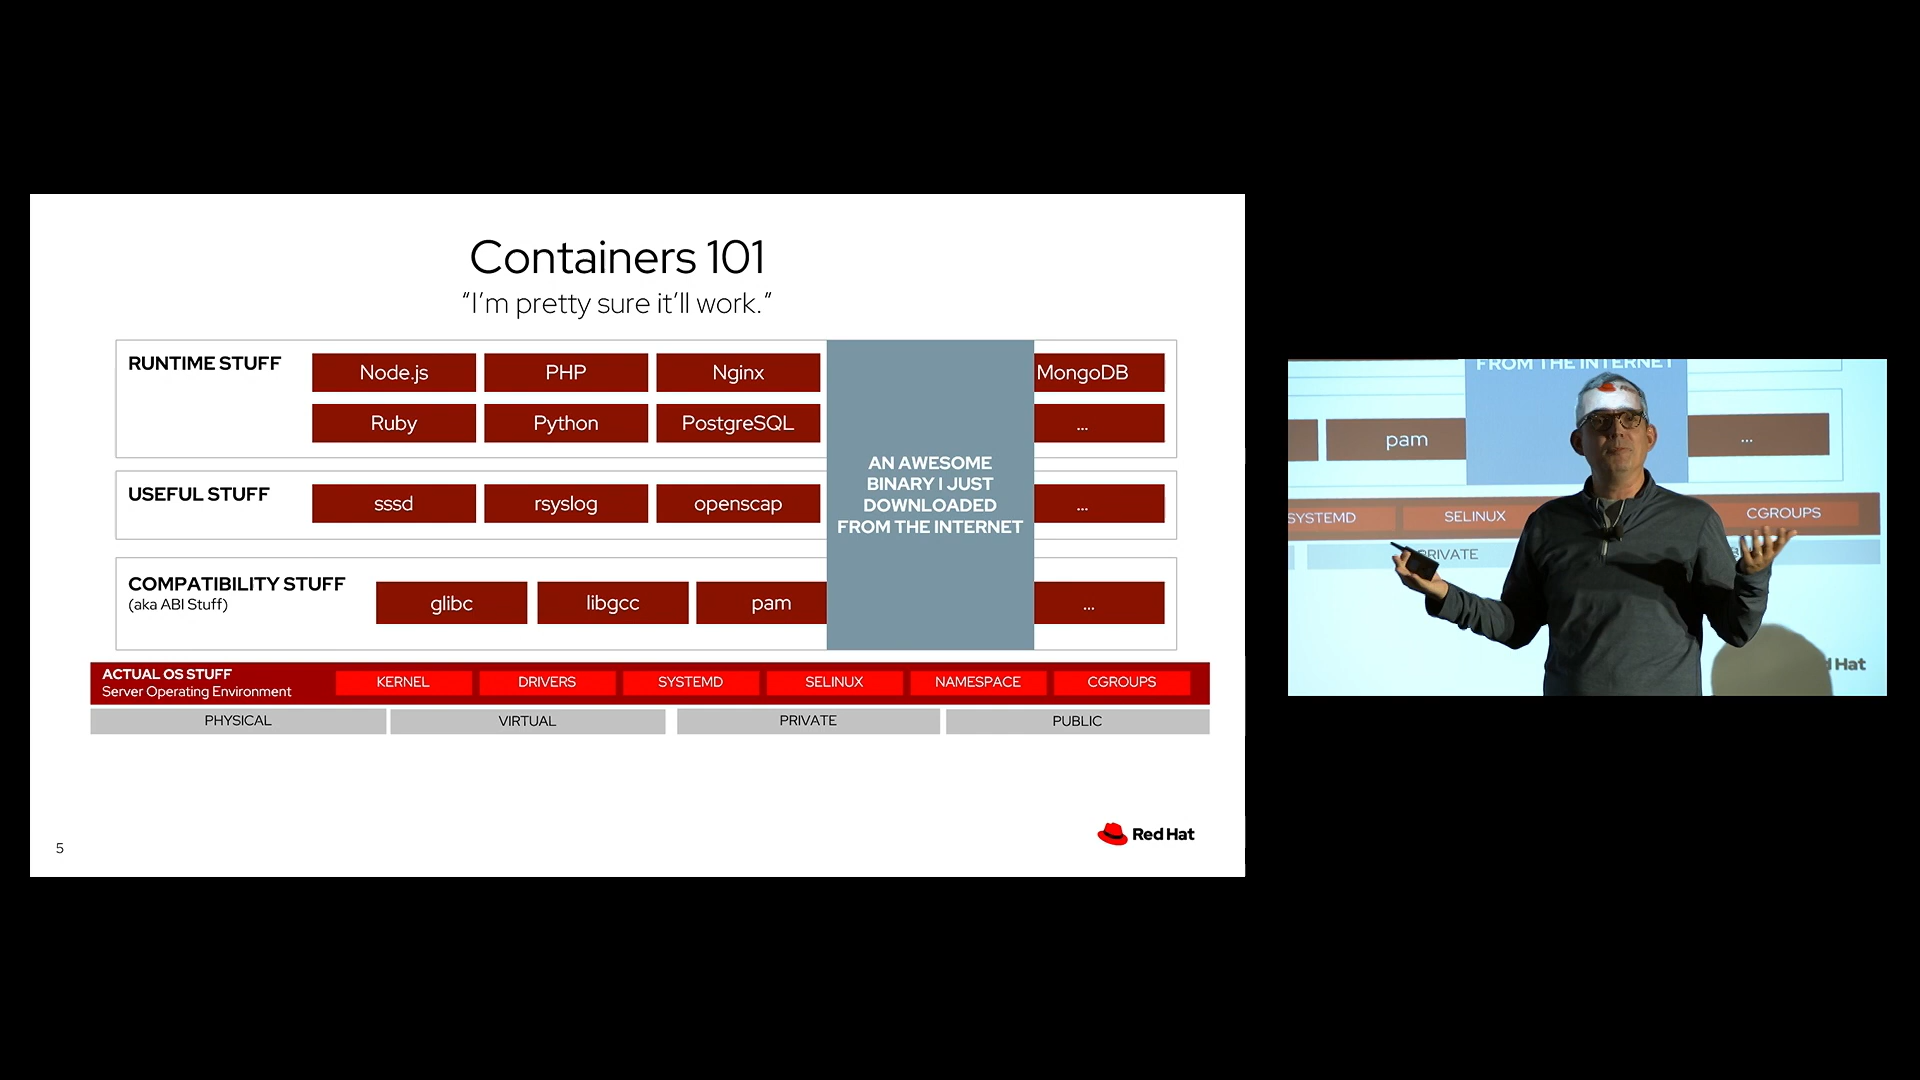 Containers 101
“I’m pretty sure it’ll work.”
RUNTIME STUFF
Node.js
PHP
Nginx
MongoDB
Ruby
Python
PostgreSQL
...
AN AWESOME
BINARY I JUST
DOWNLOADED
FROM THE INTERNET
USEFUL STUFF
sssd
rsyslog
openscap
...
COMPATIBILITY STUFF
(aka ABI Stuff)
glibc
libgcc
pam
...
ACTUAL OS STUFF
Server Operating Environment
KERNEL
DRIVERS
SYSTEMD
SELINUX
NAMESPACE
CGROUPS
PHYSICAL
VIRTUAL
PRIVATE
PUBLIC
5
Red Hat
FROM THE INTERNET
pam
...
SYSTEMD
SELINUX
CGROUPS
PRIVATE
Hat